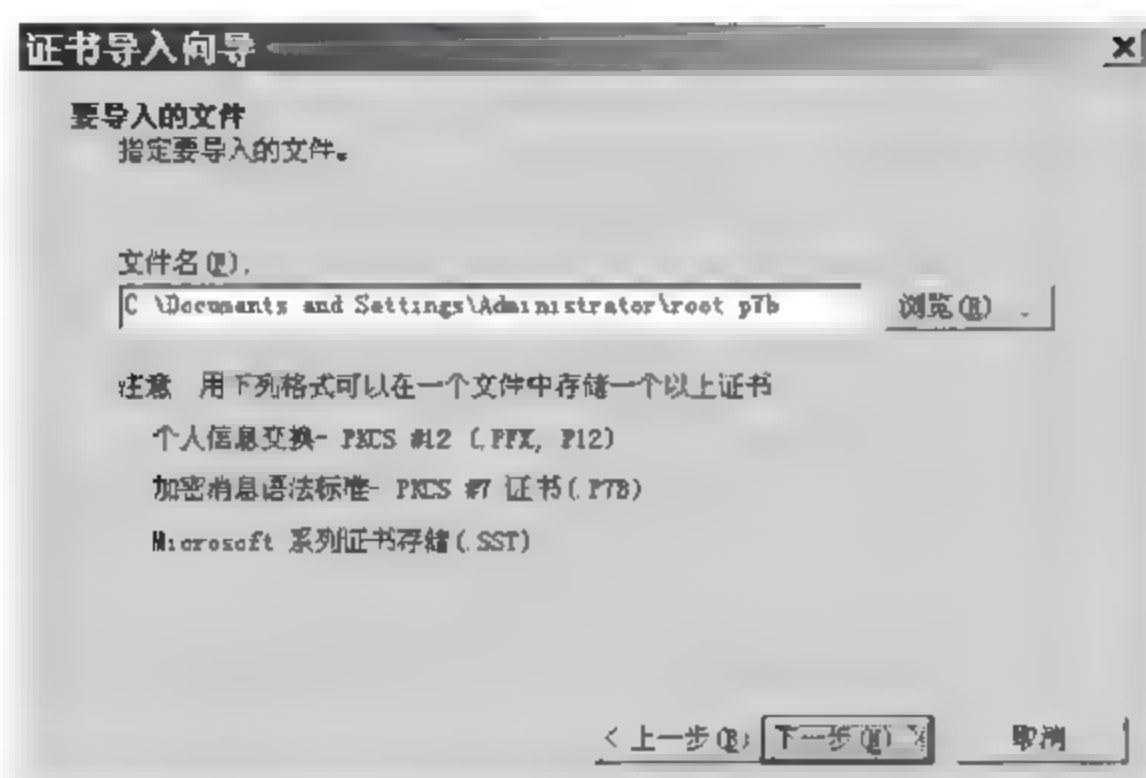 证书导入向导
要导入的文件
指定要导入的文件。
文件名(F):
C:\Documents and Settings\Administrator\root.p7b 浏览(R)...
注意: 用下列格式可以在一个文件中存储一个以上证书:
个人信息交换- PKCS #12 (.PFX, .P12)
加密消息语法标准- PKCS #7 证书(.P7B)
Microsoft 系列证书存储(.SST)
< 上一步(B) 下一步(N) > 取消